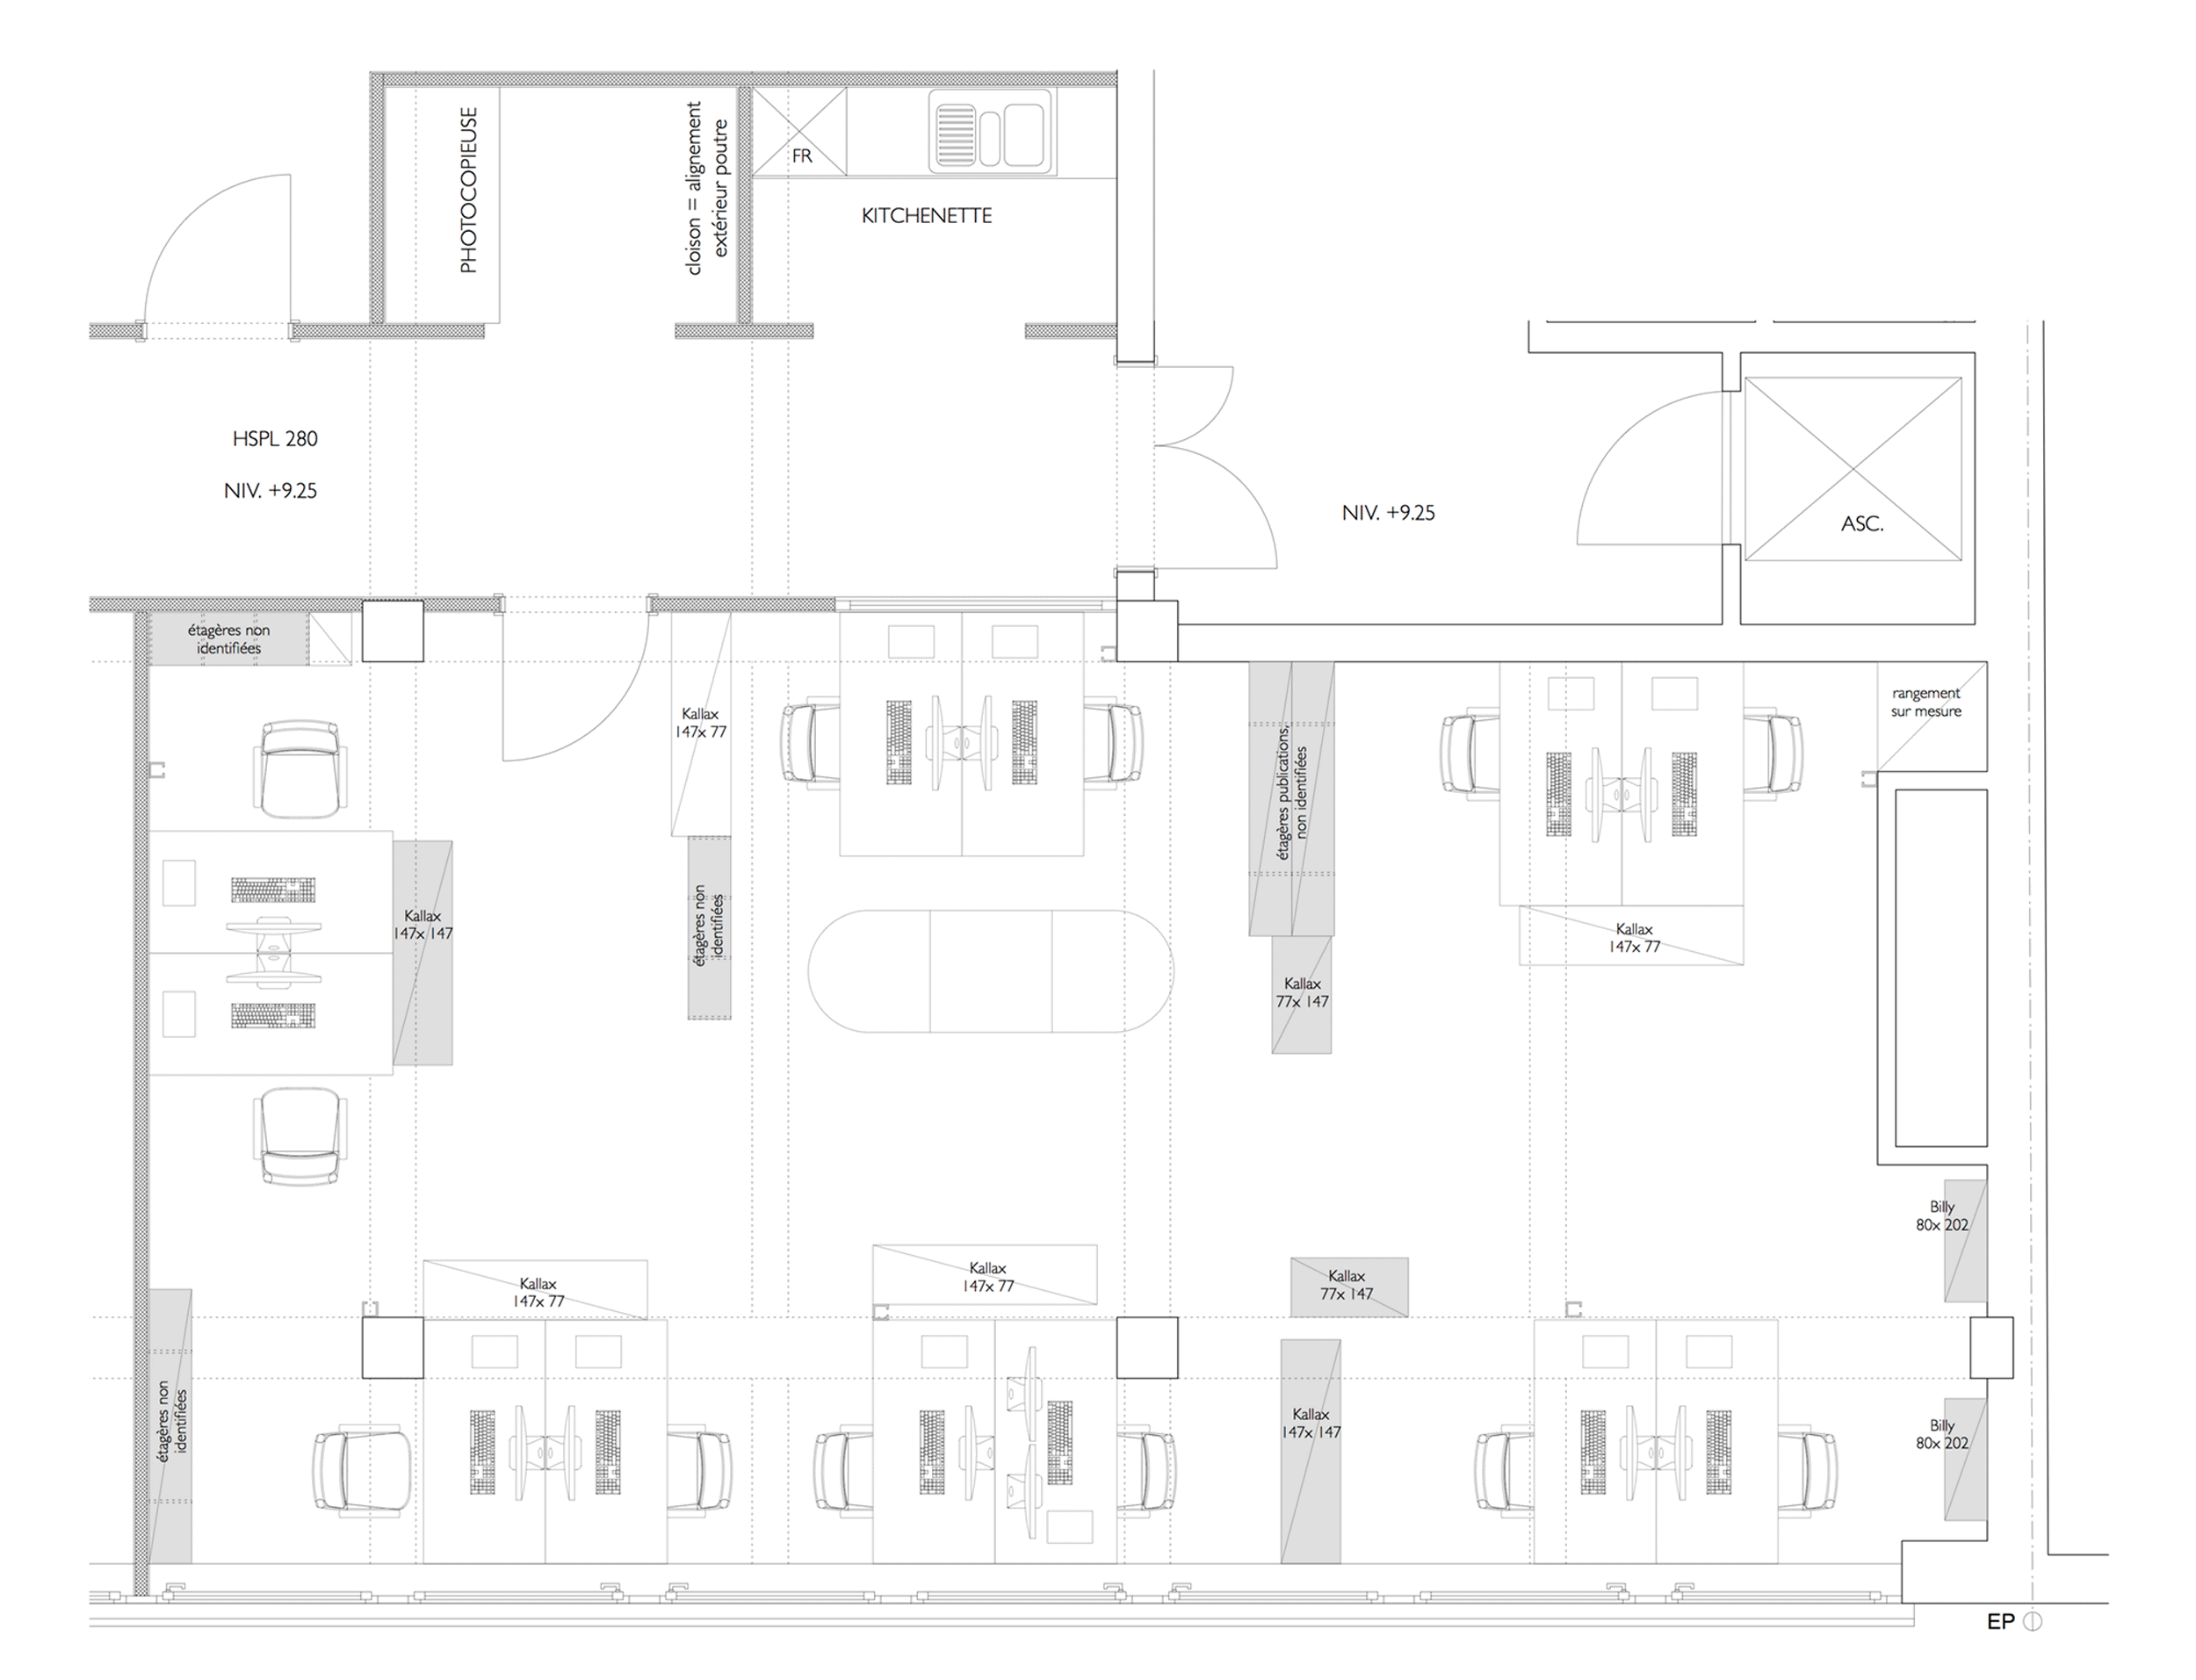 PHOTOCOPIEUSE
cloison = alignement
extérieur poutre
FR
KITCHENETTE
HSPL 280
NIV. +9.25
NIV. +9.25
ASC.
étagères non
identifiées
Kallax
147x 77
étagères publications,
non identifiées
rangement
sur mesure
Kallax
147x 147
étagères non
identifiées
Kallax
147x 77
Kallax
77x 147
Billy
80x 202
Kallax
147x 77
Kallax
147x 77
Kallax
77x 147
étagères non
identifiées
Kallax
147x 147
Billy
80x 202
EP